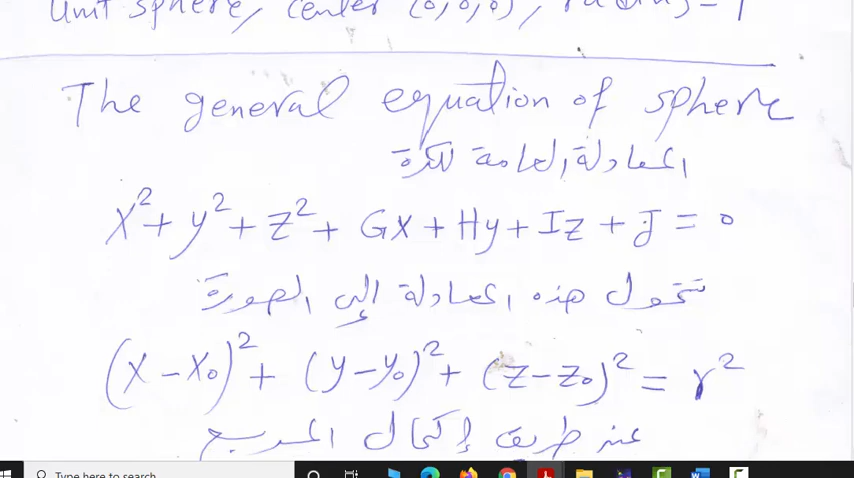 Unit sphere, center (0,0,0), radius = 1
The general equation of sphere
المعادلة العامة للكرة
x² + y² + z² + Gx + Hy + Iz + J = 0
تحول هذه المعادلة إلى الصورة
(x - x₀)² + (y - y₀)² + (z - z₀)² = r²
عن طريق إكمال المربع
Type here to search